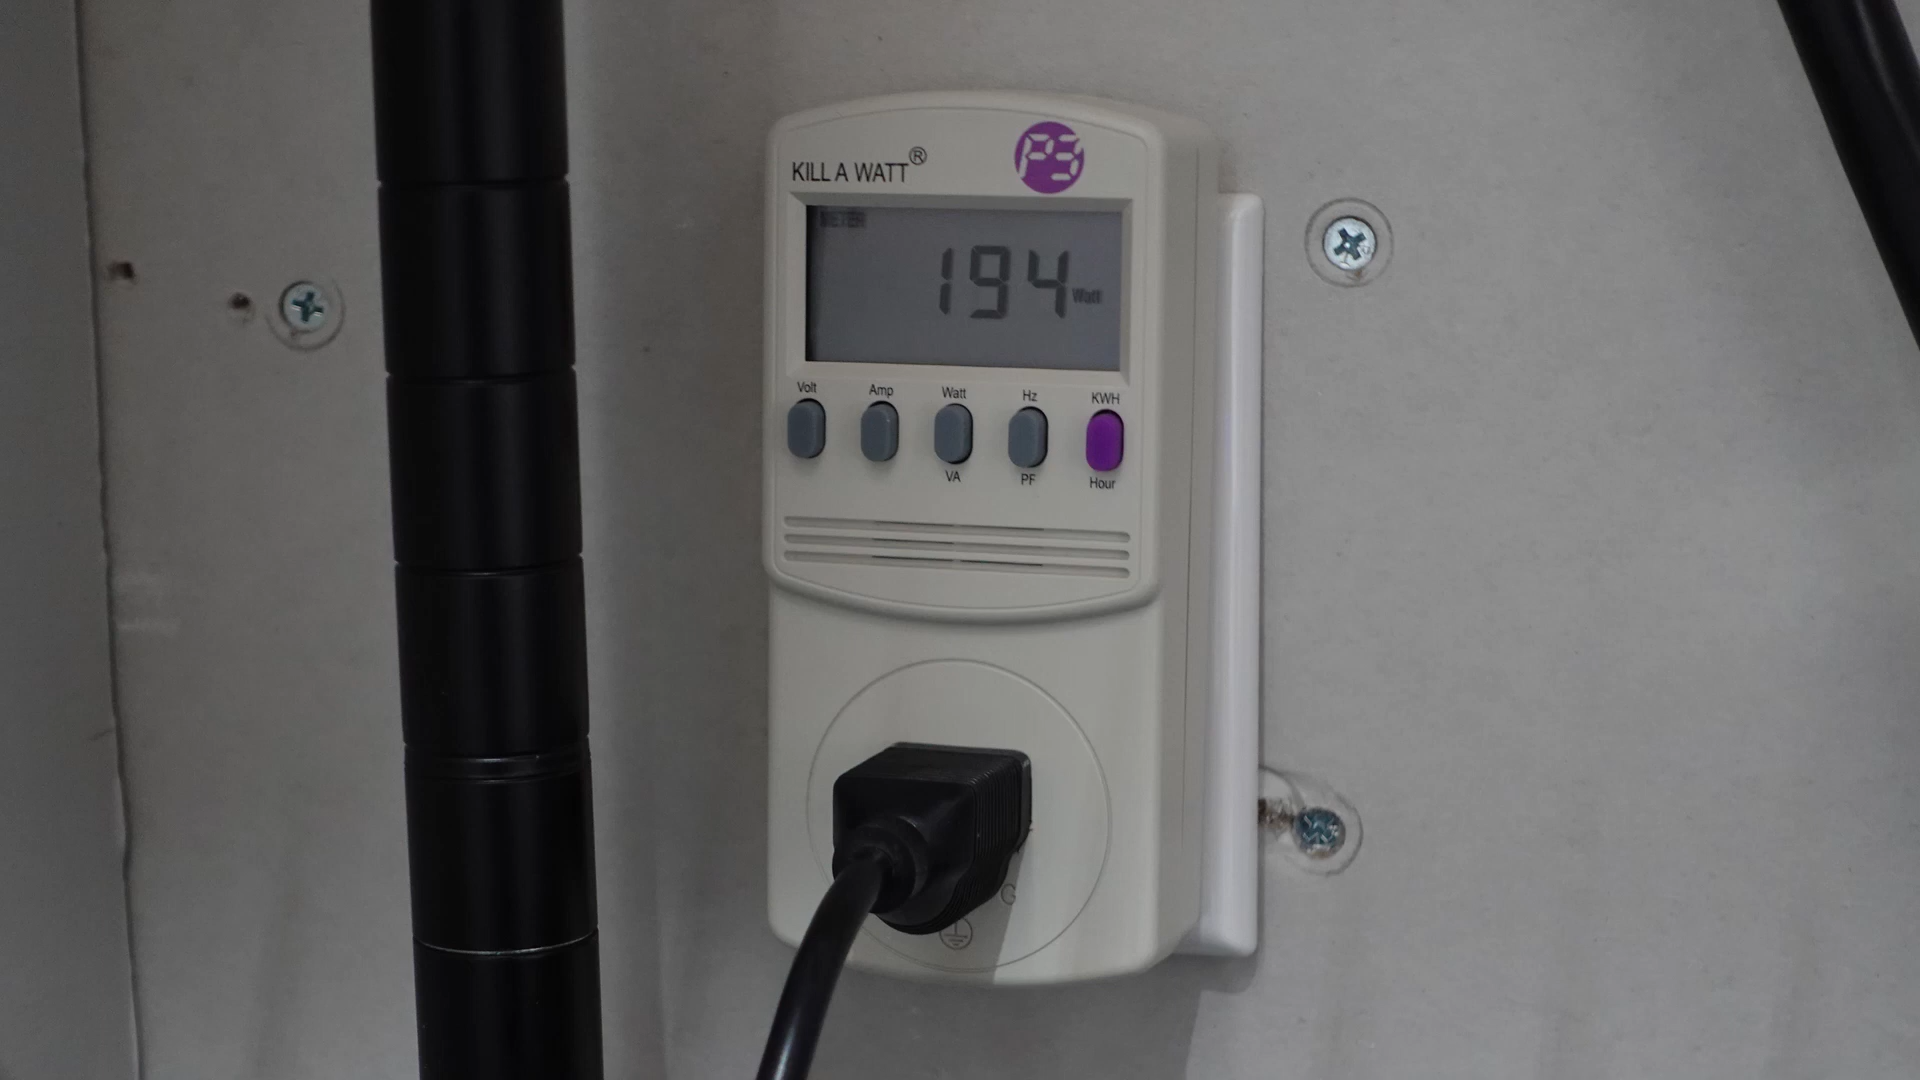 KILL A WATT®
P3
194 Watt
Volt Amp Watt Hz KWH
VA PF Hour
G